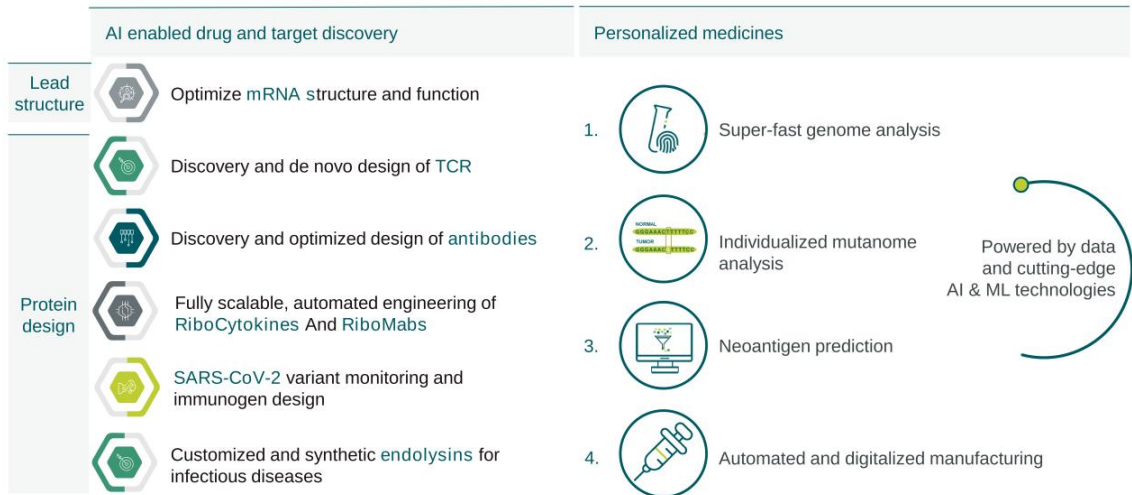 AI enabled drug and target discovery
Personalized medicines
Lead
structure
Optimize mRNA structure and function
Protein
design
Discovery and de novo design of TCR
Discovery and optimized design of antibodies
Fully scalable, automated engineering of
RiboCytokines And RiboMabs
SARS-CoV-2 variant monitoring and
immunogen design
Customized and synthetic endolysins for
infectious diseases
1.
Super-fast genome analysis
2.
NORMAL
GGGAAACTTTTTCC
TUMOR
Individualized mutanome
analysis
3.
Neoantigen prediction
4.
Automated and digitalized manufacturing
Powered by data
and cutting-edge
AI & ML technologies